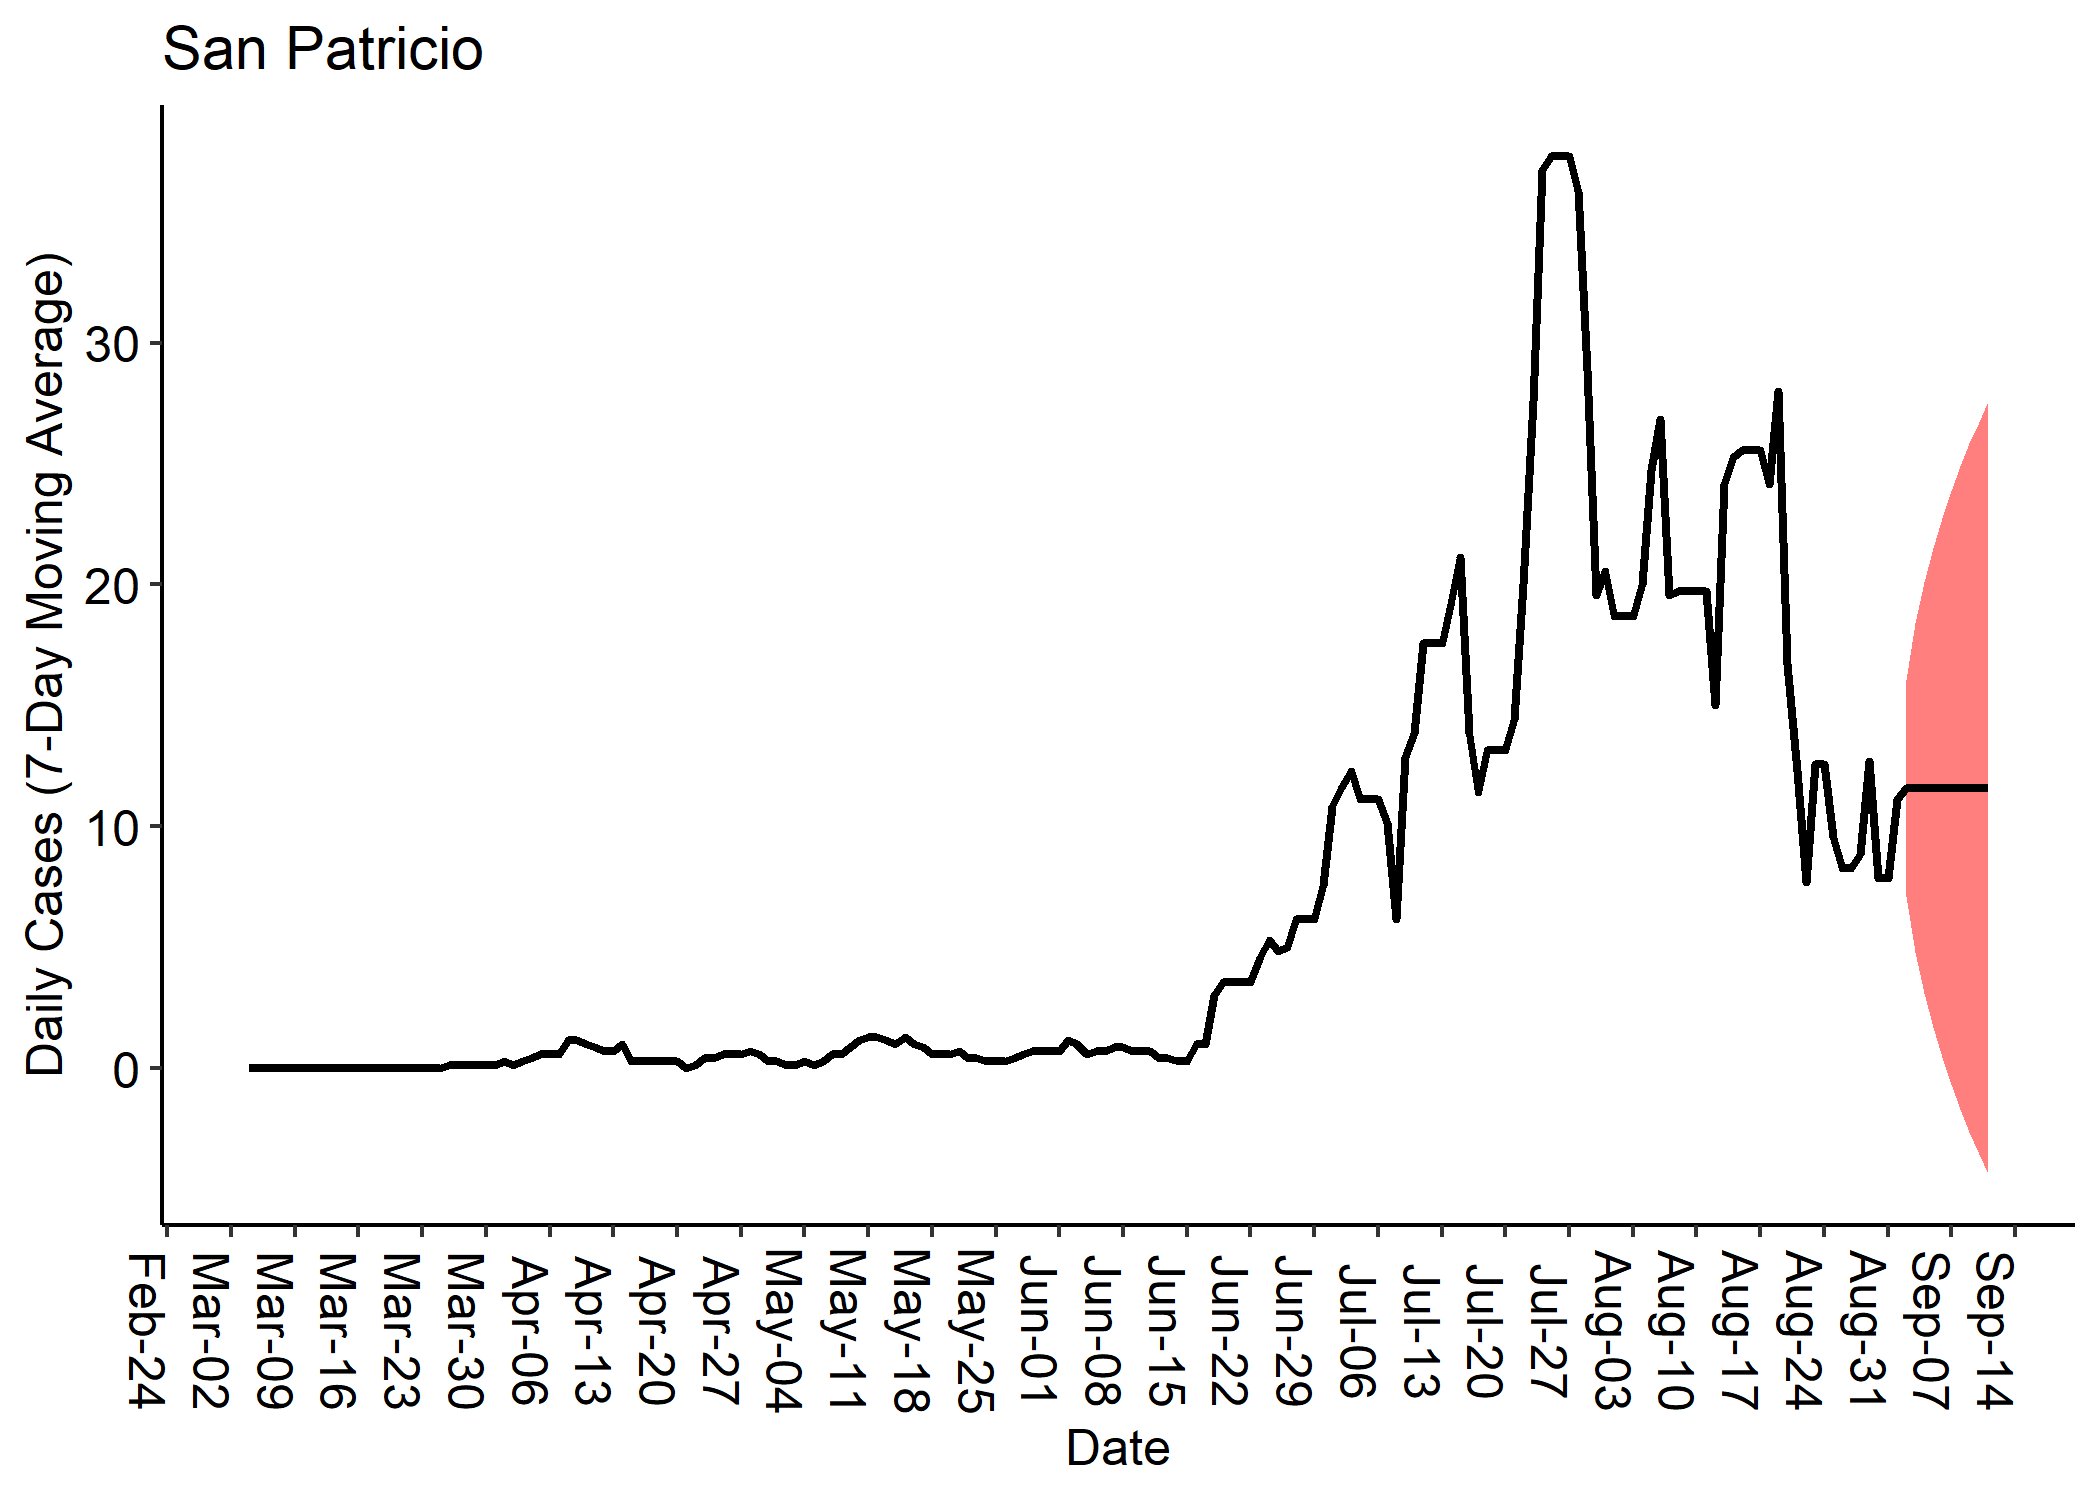 San Patricio
Daily Cases (7-Day Moving Average)
30
20
10
0
Feb-24
Mar-02
Mar-09
Mar-16
Mar-23
Mar-30
Apr-06
Apr-13
Apr-20
Apr-27
May-04
May-11
May-18
May-25
Jun-01
Jun-08
Jun-15
Jun-22
Jun-29
Jul-06
Jul-13
Jul-20
Jul-27
Aug-03
Aug-10
Aug-17
Aug-24
Aug-31
Sep-07
Sep-14
Date